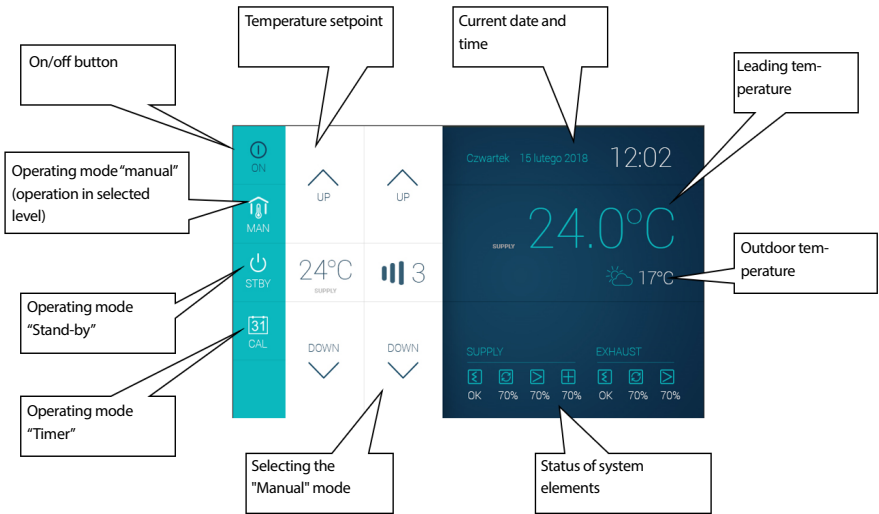 Temperature setpoint
Current date and
time
On/off button
Leading tem-
perature
Operating mode “manual”
(operation in selected
level)
Outdoor tem-
perature
Operating mode
“Stand-by”
Operating mode
“Timer”
Selecting the
"Manual" mode
Status of system
elements
ON
MAN
STBY
31
CAL
UP
UP
24°C
SUPPLY
3
DOWN
DOWN
Czwartek 15 lutego 2018 12:02
SUPPLY 24.0°C
17°C
SUPPLY EXHAUST
OK 70% 70% 70% OK 70% 70%